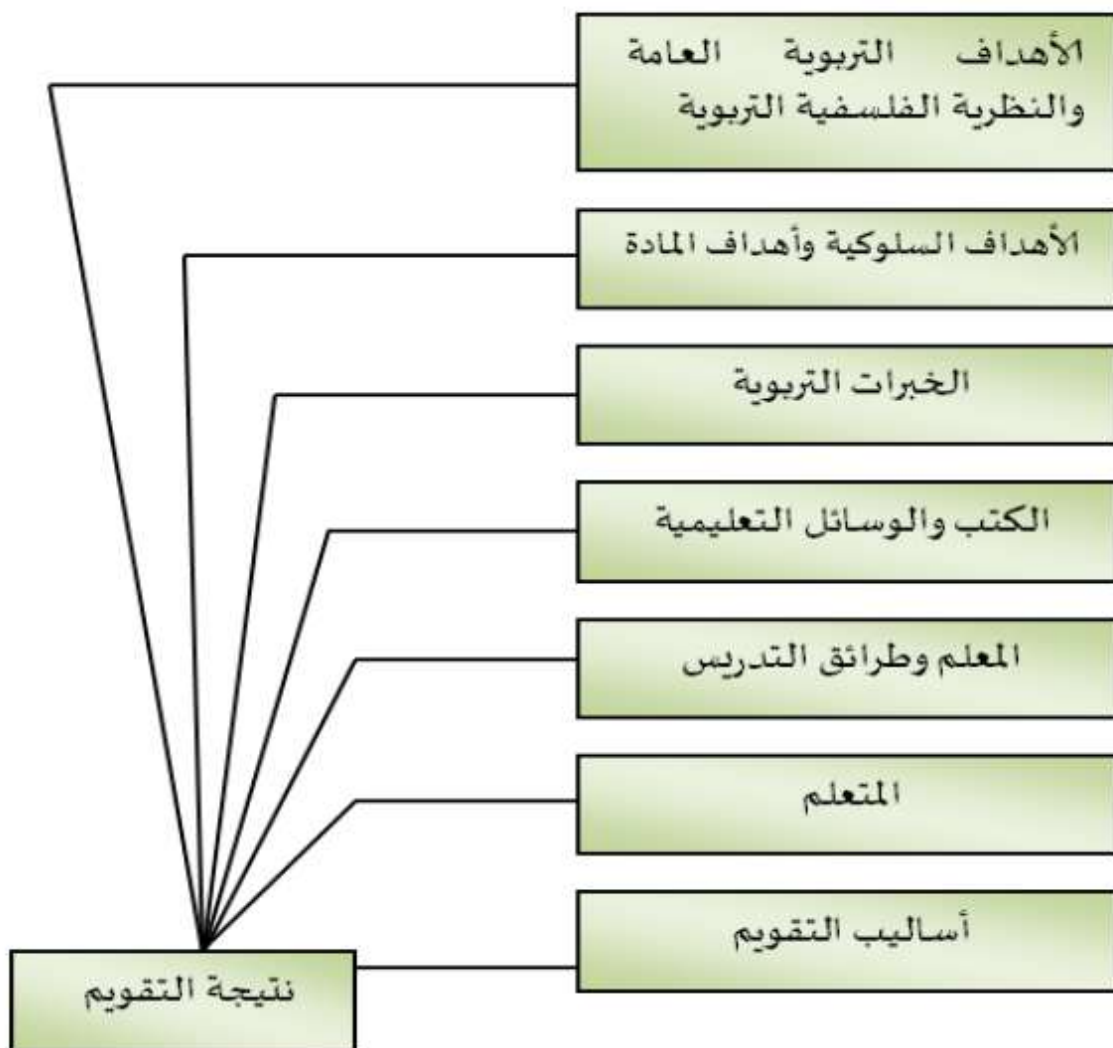 الأهداف التربوية العامة
والنظرية الفلسفية التربوية
الأهداف السلوكية وأهداف المادة
الخبرات التربوية
الكتب والوسائل التعليمية
المعلم وطرائق التدريس
المتعلم
أساليب التقويم
نتيجة التقويم